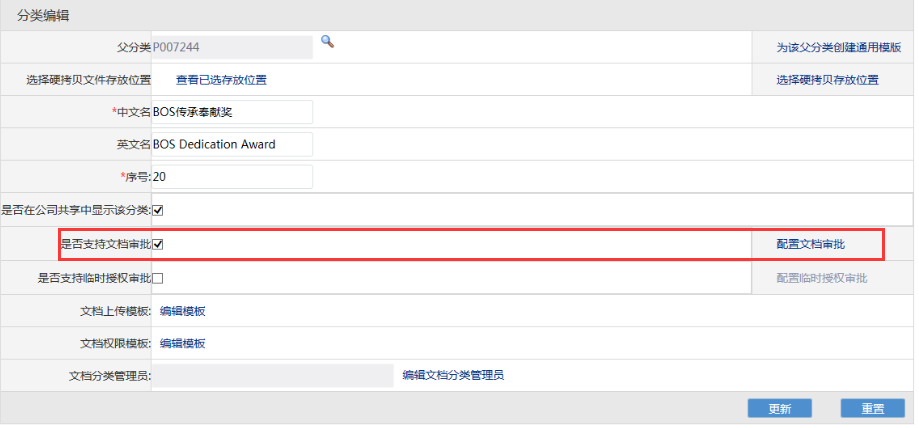 分类编辑
父分类 P007244 为该父分类创建通用模版
选择硬拷贝文件存放位置 查看已选存放位置 选择硬拷贝存放位置
*中文名 BOS传承奉献奖
英文名 BOS Dedication Award
*序号: 20
是否在公司共享中显示该分类:
是否支持文档审批 配置文档审批
是否支持临时授权审批 配置临时授权审批
文档上传模板: 编辑模板
文档权限模板: 编辑模板
文档分类管理员: 编辑文档分类管理员
更新 重置